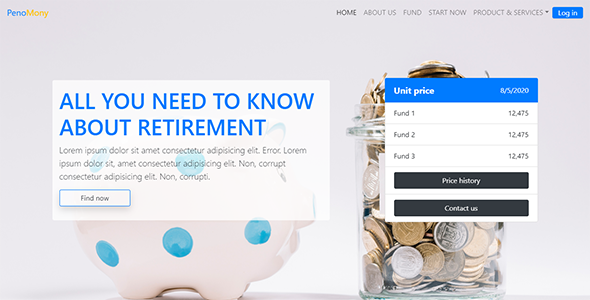 PenoMony
HOME ABOUT US FUND START NOW PRODUCT & SERVICES Log in
ALL YOU NEED TO KNOW
ABOUT RETIREMENT
Lorem ipsum dolor sit amet consectetur adipisicing elit. Error. Lorem
ipsum dolor sit, amet consectetur adipisicing elit. Non, corrupt
consectetur adipisicing elit. Non, corrupti.
Find now
Unit price 8/5/2020
Fund 1 12,475
Fund 2 12,475
Fund 3 12,475
Price history
Contact us